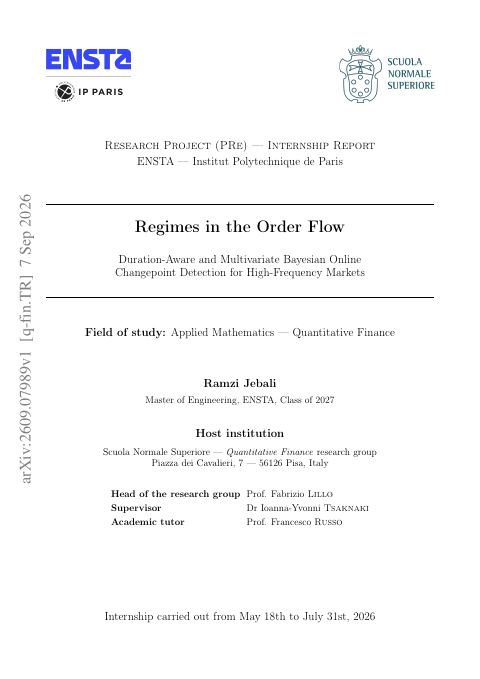 ENSTA
IP PARIS
SCUOLA
NORMALE
SUPERIORE
RESEARCH PROJECT (PRE) — INTERNSHIP REPORT
ENSTA — Institut Polytechnique de Paris
Regimes in the Order Flow
Duration-Aware and Multivariate Bayesian Online
Changepoint Detection for High-Frequency Markets
Field of study: Applied Mathematics — Quantitative Finance
Ramzi Jebali
Master of Engineering, ENSTA, Class of 2027
Host institution
Scuola Normale Superiore — Quantitative Finance research group
Piazza dei Cavalieri, 7 — 56126 Pisa, Italy
Head of the research group Prof. Fabrizio LILLO
Supervisor Dr Ioanna-Yvonni TSAKNAKI
Academic tutor Prof. Francesco RUSSO
Internship carried out from May 18th to July 31st, 2026
arXiv:2609.07989v1 [q-fin.TR] 7 Sep 2026